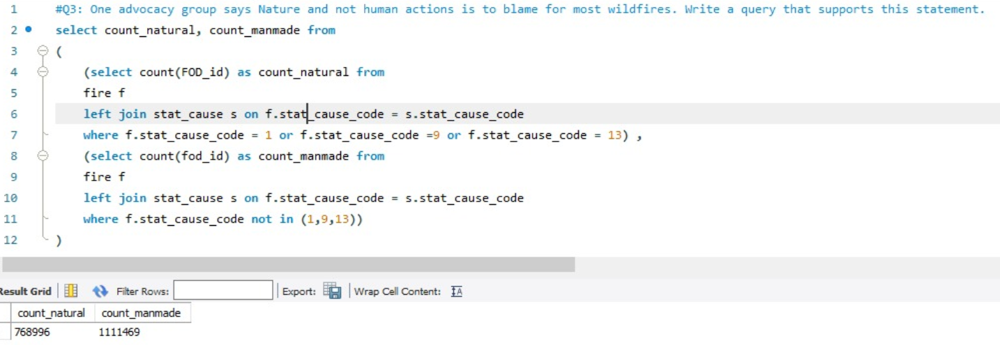 1 #Q3: One advocacy group says Nature and not human actions is to blame for most wildfires. Write a query that supports this statement.
2 select count_natural, count_manmade from
3 (
4 (select count(FOD_id) as count_natural from
5 fire f
6 left join stat_cause s on f.stat_cause_code = s.stat_cause_code
7 where f.stat_cause_code = 1 or f.stat_cause_code =9 or f.stat_cause_code = 13) ,
8 (select count(fod_id) as count_manmade from
9 fire f
10 left join stat_cause s on f.stat_cause_code = s.stat_cause_code
11 where f.stat_cause_code not in (1,9,13))
12 )
Result Grid Filter Rows: Export: Wrap Cell Content: IA
count_natural count_manmade
768996 1111469